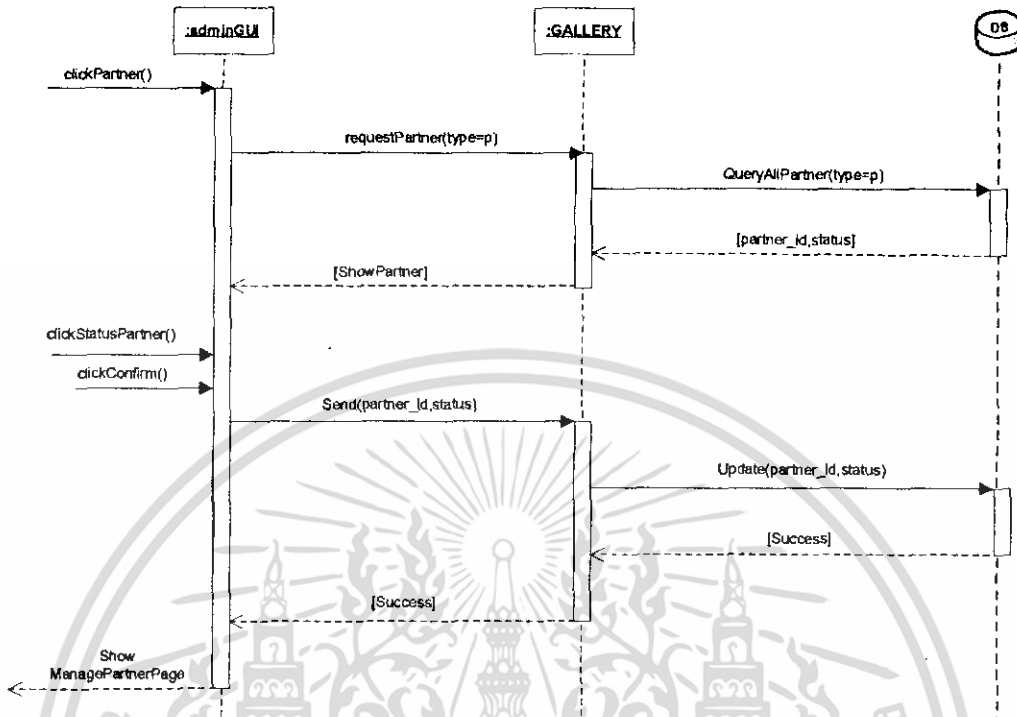 :adminGUI
:GALLERY
DB
clickPartner()
requestPartner(type=p)
QueryAllPartner(type=p)
[partner_id,status]
[ShowPartner]
clickStatusPartner()
clickConfirm()
Send(partner_id,status)
Update(partner_id,status)
[Success]
[Success]
Show
ManagePartnerPage